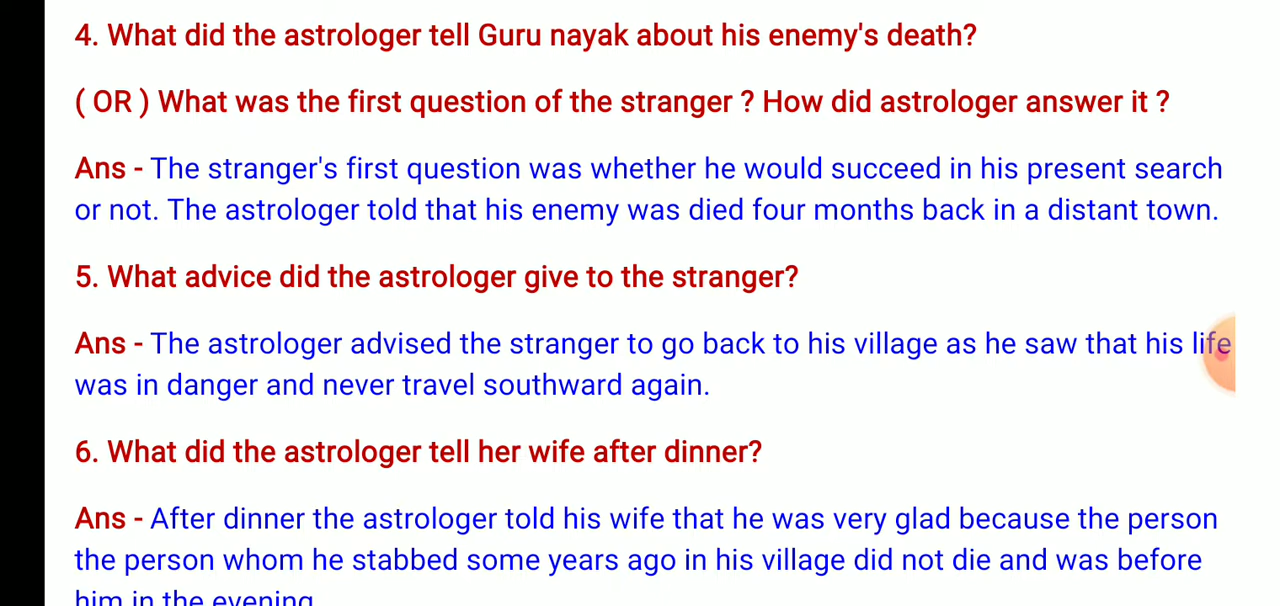 4. What did the astrologer tell Guru nayak about his enemy's death?
( OR ) What was the first question of the stranger ? How did astrologer answer it ?
Ans - The stranger's first question was whether he would succeed in his present search
or not. The astrologer told that his enemy was died four months back in a distant town.
5. What advice did the astrologer give to the stranger?
Ans - The astrologer advised the stranger to go back to his village as he saw that his life
was in danger and never travel southward again.
6. What did the astrologer tell her wife after dinner?
Ans - After dinner the astrologer told his wife that he was very glad because the person
the person whom he stabbed some years ago in his village did not die and was before
him in the evening